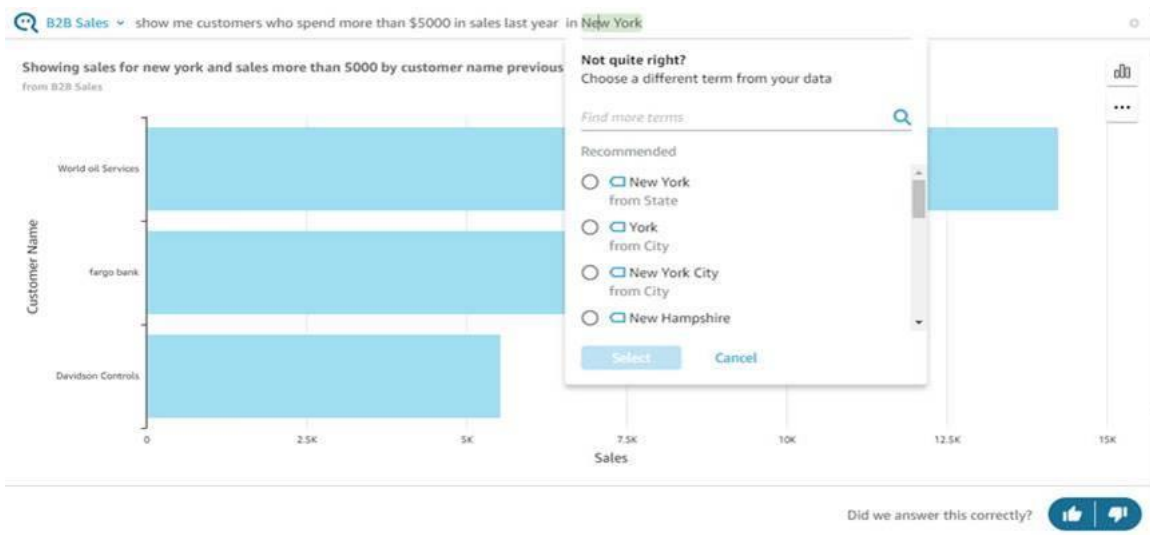 B2B Sales show me customers who spend more than $5000 in sales last year in New York
Showing sales for new york and sales more than 5000 by customer name previous
from B2B Sales
Not quite right?
Choose a different term from your data
Find more terms
Recommended
New York
from State
York
from City
New York City
from City
New Hampshire
Select Cancel
Customer Name
World oil Services
fargo bank
Davidson Controls
0 2.5K 5K 7.5K 10K 12.5K 15K
Sales
Did we answer this correctly?